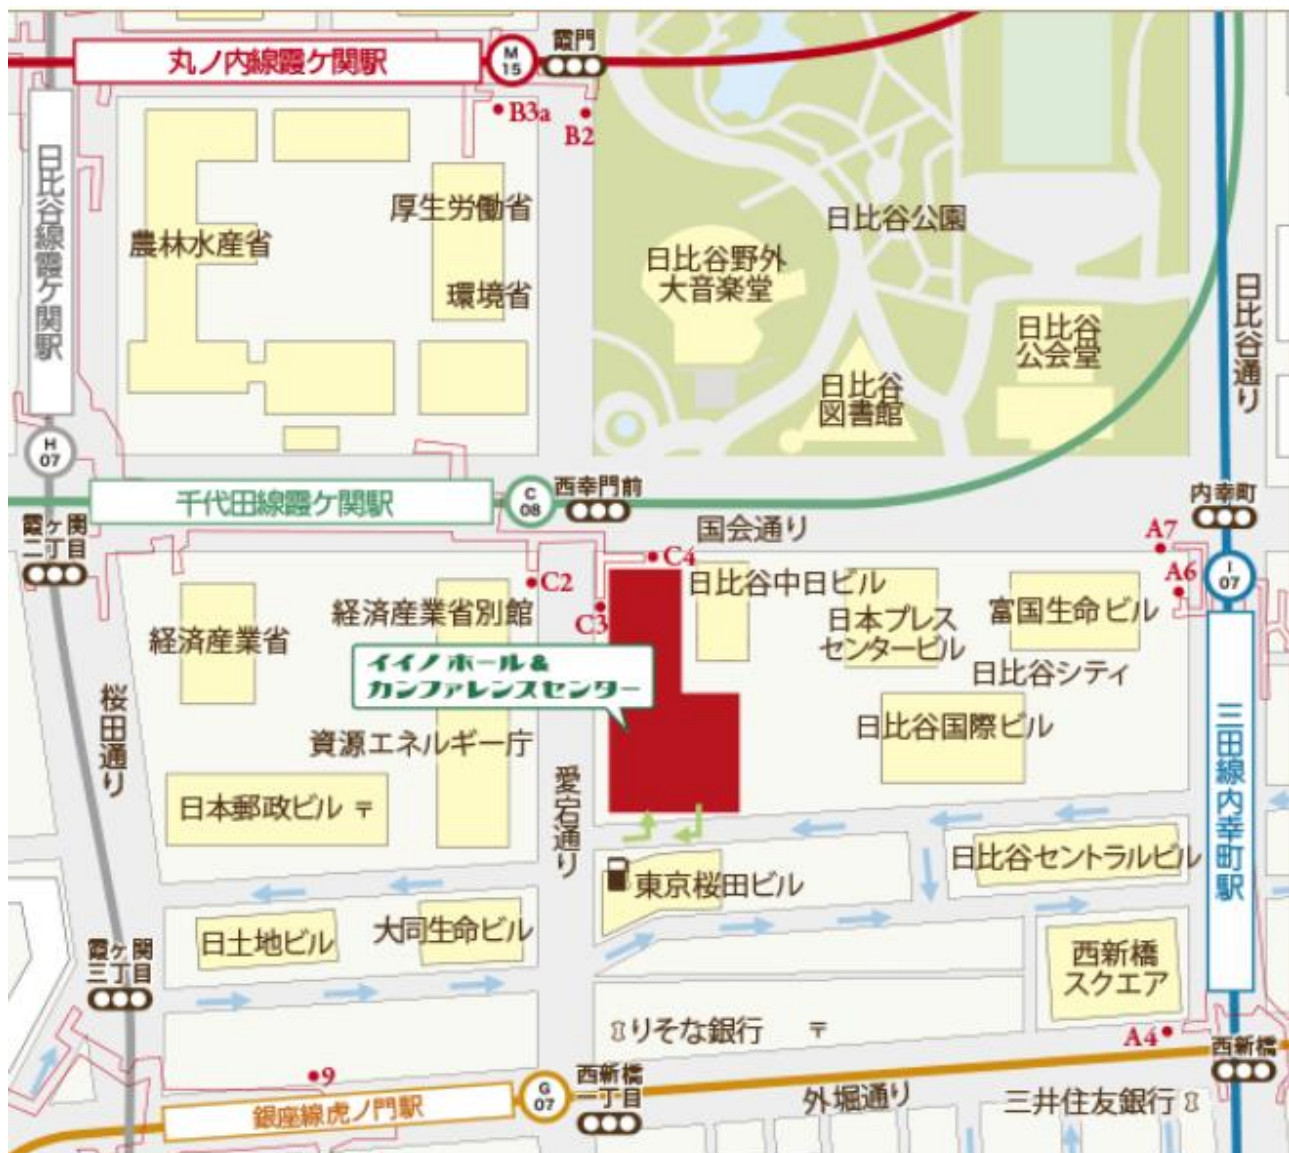 丸ノ内線霞ケ関駅
M
15
霞門
B3a
B2
日比谷線霞ケ関駅
厚生労働省
農林水産省
環境省
日比谷公園
日比谷野外
大音楽堂
日比谷
公会堂
日比谷
図書館
日比谷通り
H
07
千代田線霞ケ関駅
C
08
西幸門前
国会通り
内幸町
霞ヶ関
二丁目
A7
A6
I
07
C4
C2
C3
日比谷中日ビル
経済産業省別館
経済産業省
日本プレス
センタービル
富国生命ビル
日比谷シティ
イイノホール&
カンファレンスセンター
桜田通り
資源エネルギー庁
日比谷国際ビル
三田線内幸町駅
愛宕通り
日本郵政ビル 〒
日比谷セントラルビル
東京桜田ビル
日土地ビル
大同生命ビル
霞ヶ関
三丁目
西新橋
スクエア
りそな銀行 〒
A4
西新橋
9
銀座線虎ノ門駅
G
07
西新橋
一丁目
外堀通り
三井住友銀行